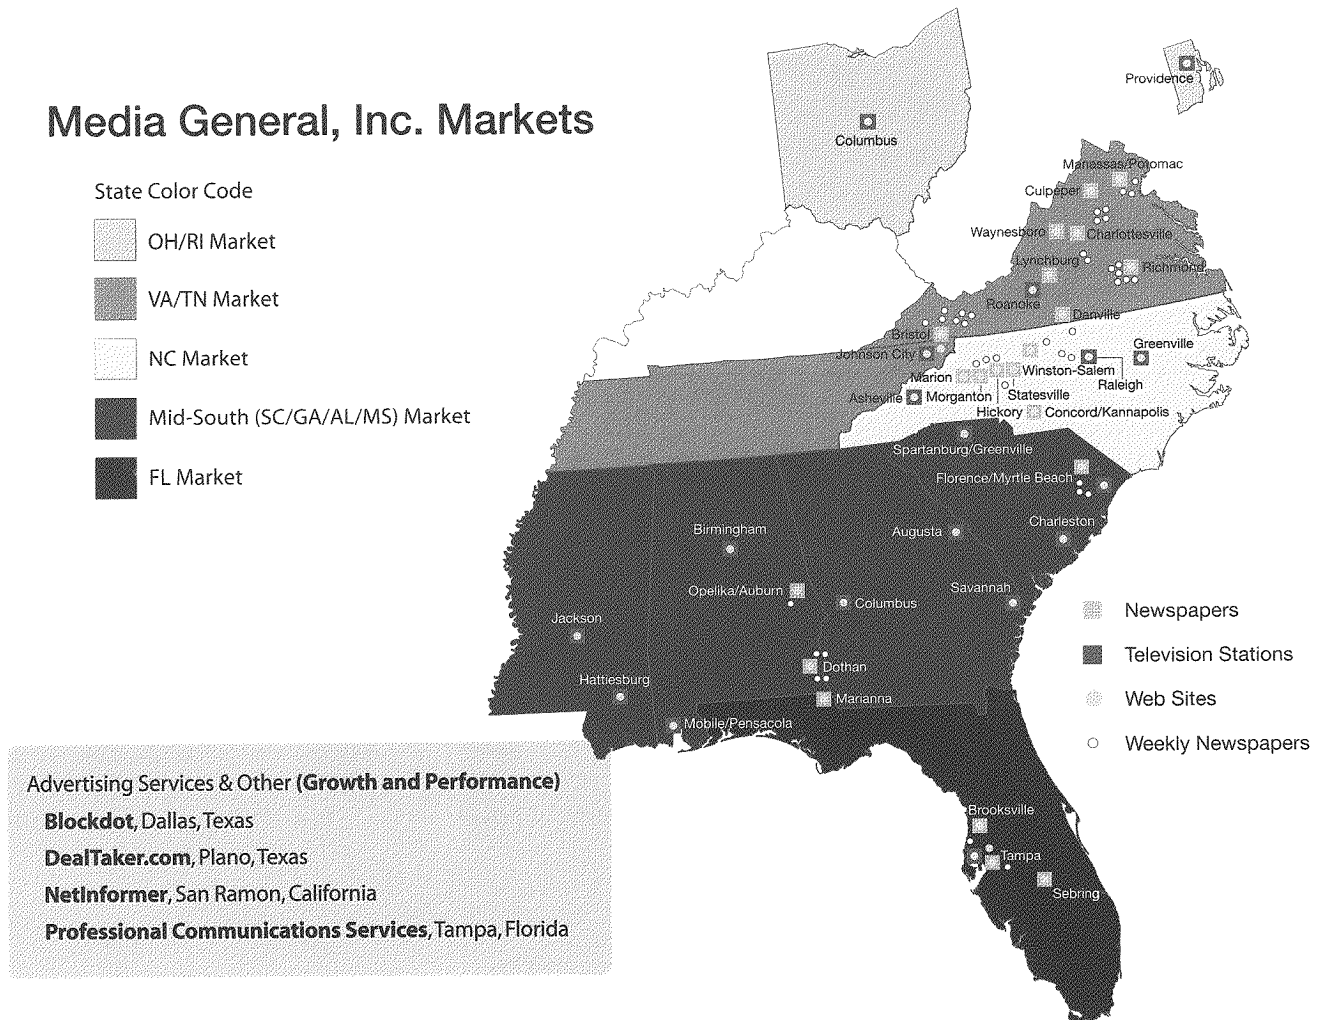 Media General, Inc. Markets
State Color Code
OH/RI Market
VA/TN Market
NC Market
Mid-South (SC/GA/AL/MS) Market
FL Market
Providence
Columbus
Manassas/Potomac
Culpeper
Waynesboro
Charlottesville
Lynchburg
Richmond
Roanoke
Danville
Bristol
Johnson City
Greenville
Winston-Salem
Raleigh
Marion
Asheville
Morganton
Statesville
Hickory
Concord/Kannapolis
Spartanburg/Greenville
Florence/Myrtle Beach
Charleston
Birmingham
Augusta
Opelika/Auburn
Columbus
Savannah
Jackson
Dothan
Hattiesburg
Marianna
Mobile/Pensacola
Brooksville
Tampa
Sebring
Newspapers
Television Stations
Web Sites
Weekly Newspapers
Advertising Services & Other (Growth and Performance)
Blockdot, Dallas, Texas
DealTaker.com, Plano, Texas
NetInformer, San Ramon, California
Professional Communications Services, Tampa, Florida